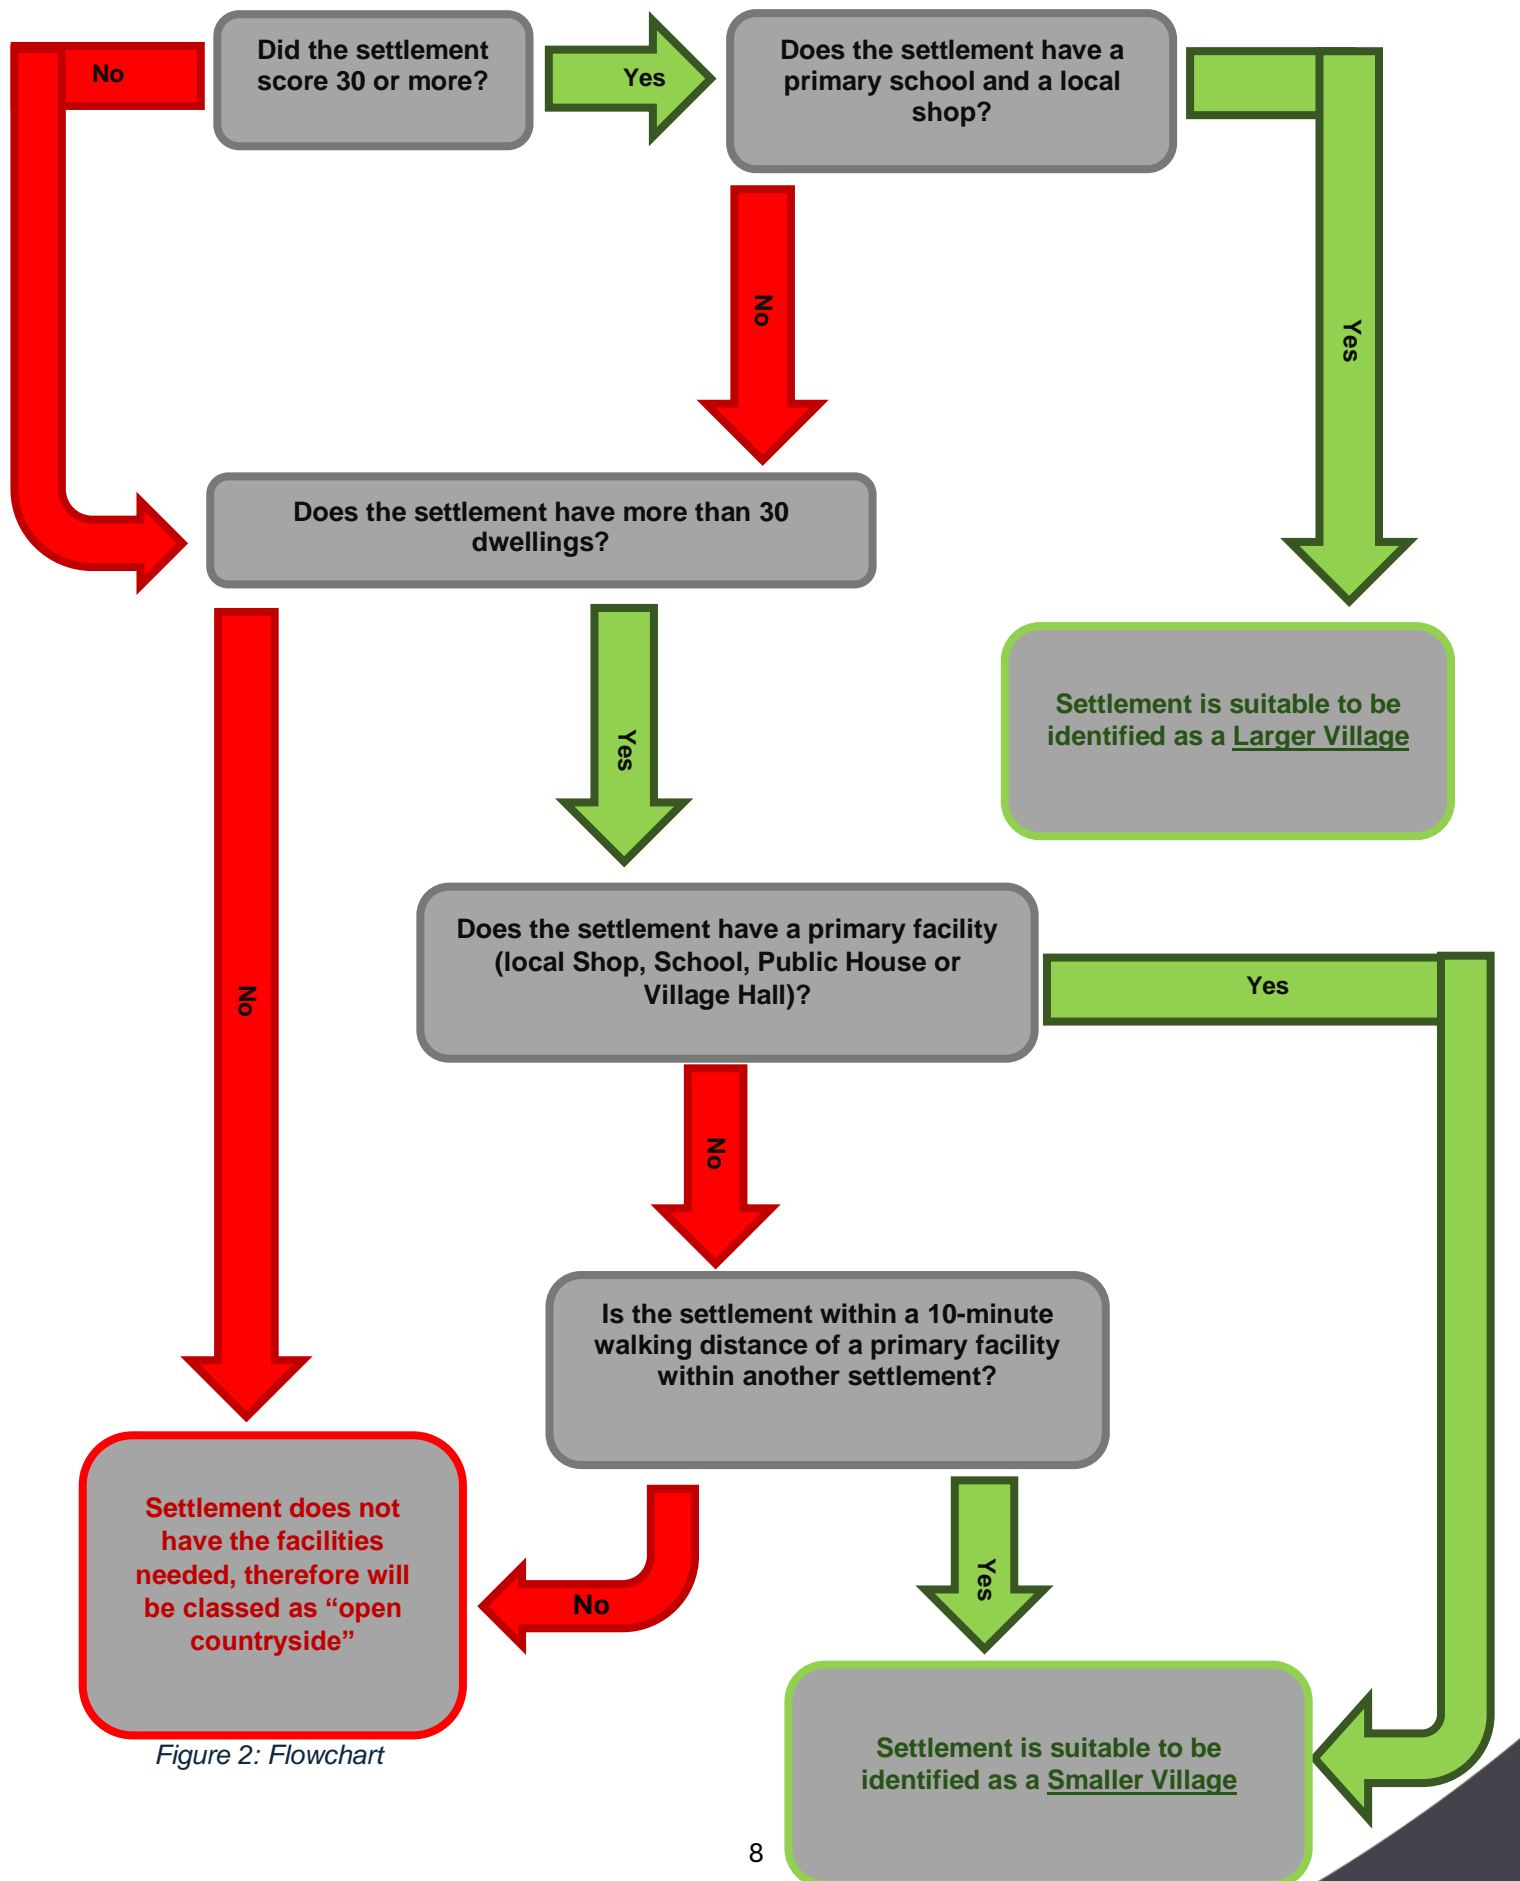 No
Did the settlement
score 30 or more?
Yes
Does the settlement have a
primary school and a local
shop?
No
Yes
Does the settlement have more than 30
dwellings?
Settlement is suitable to be
identified as a Larger Village
Yes
No
Does the settlement have a primary facility
(local Shop, School, Public House or
Village Hall)?
Yes
No
Is the settlement within a 10-minute
walking distance of a primary facility
within another settlement?
Settlement does not
have the facilities
needed, therefore will
be classed as “open
countryside”
No
Yes
Settlement is suitable to be
identified as a Smaller Village
Figure 2: Flowchart
8